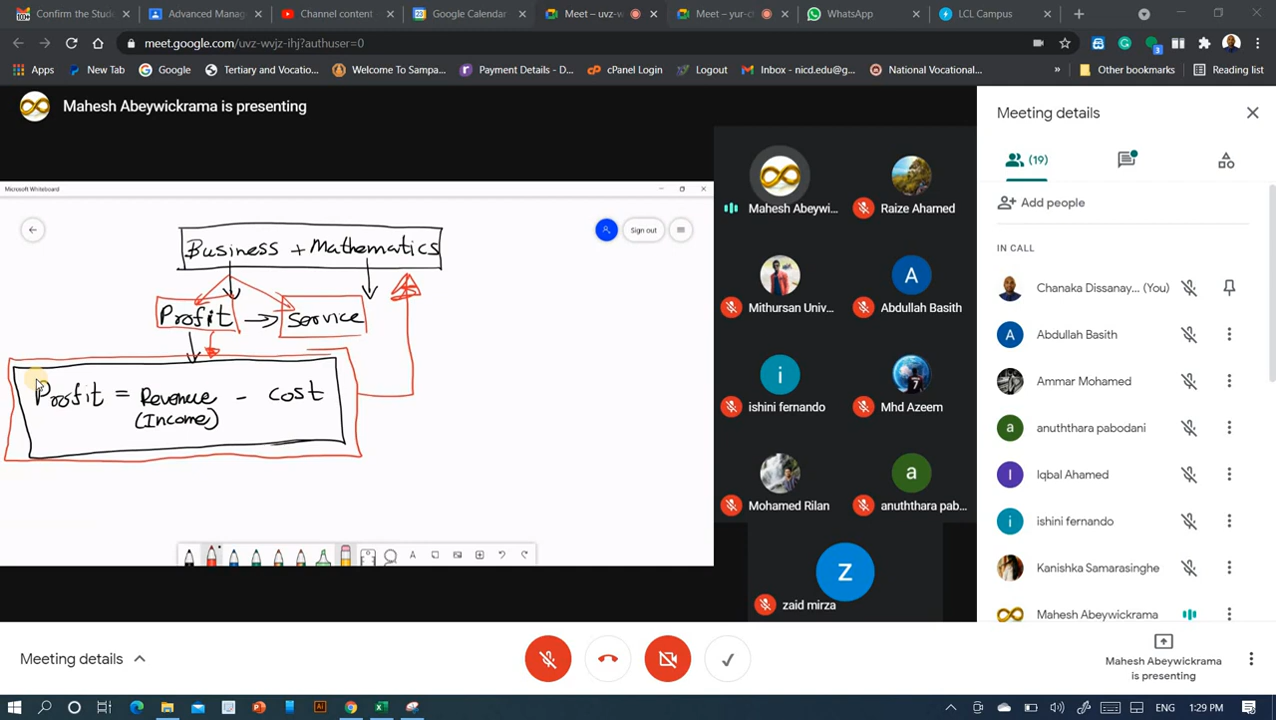 Confirm the Stude
Advanced Manag
Channel content
Google Calendar
Meet – uvz-w
Meet – yur-c
WhatsApp
LCL Campus
meet.google.com/uvz-wvjz-ihj?authuser=0
Apps
New Tab
Google
Tertiary and Vocatio...
Welcome To Sampa...
Payment Details - D...
cPanel Login
Logout
Inbox - nicd.edu@g...
National Vocational...
»
Other bookmarks
Reading list
Mahesh Abeywickrama is presenting
Microsoft Whiteboard
Sign out
Business + Mathematics
Profit → Service
Profit = Revenue - cost
(Income)
Mahesh Abeywi...
Raize Ahamed
Mithursan Univ...
A
Abdullah Basith
i
ishini fernando
7
Mhd Azeem
Mohamed Rilan
a
anuththara pab...
Z
zaid mirza
Meeting details
(19)
Add people
IN CALL
Chanaka Dissanay... (You)
A Abdullah Basith
Ammar Mohamed
a anuththara pabodani
I Iqbal Ahamed
i ishini fernando
Kanishka Samarasinghe
Mahesh Abeywickrama
Meeting details
Mahesh Abeywickrama
is presenting
ENG
1:29 PM